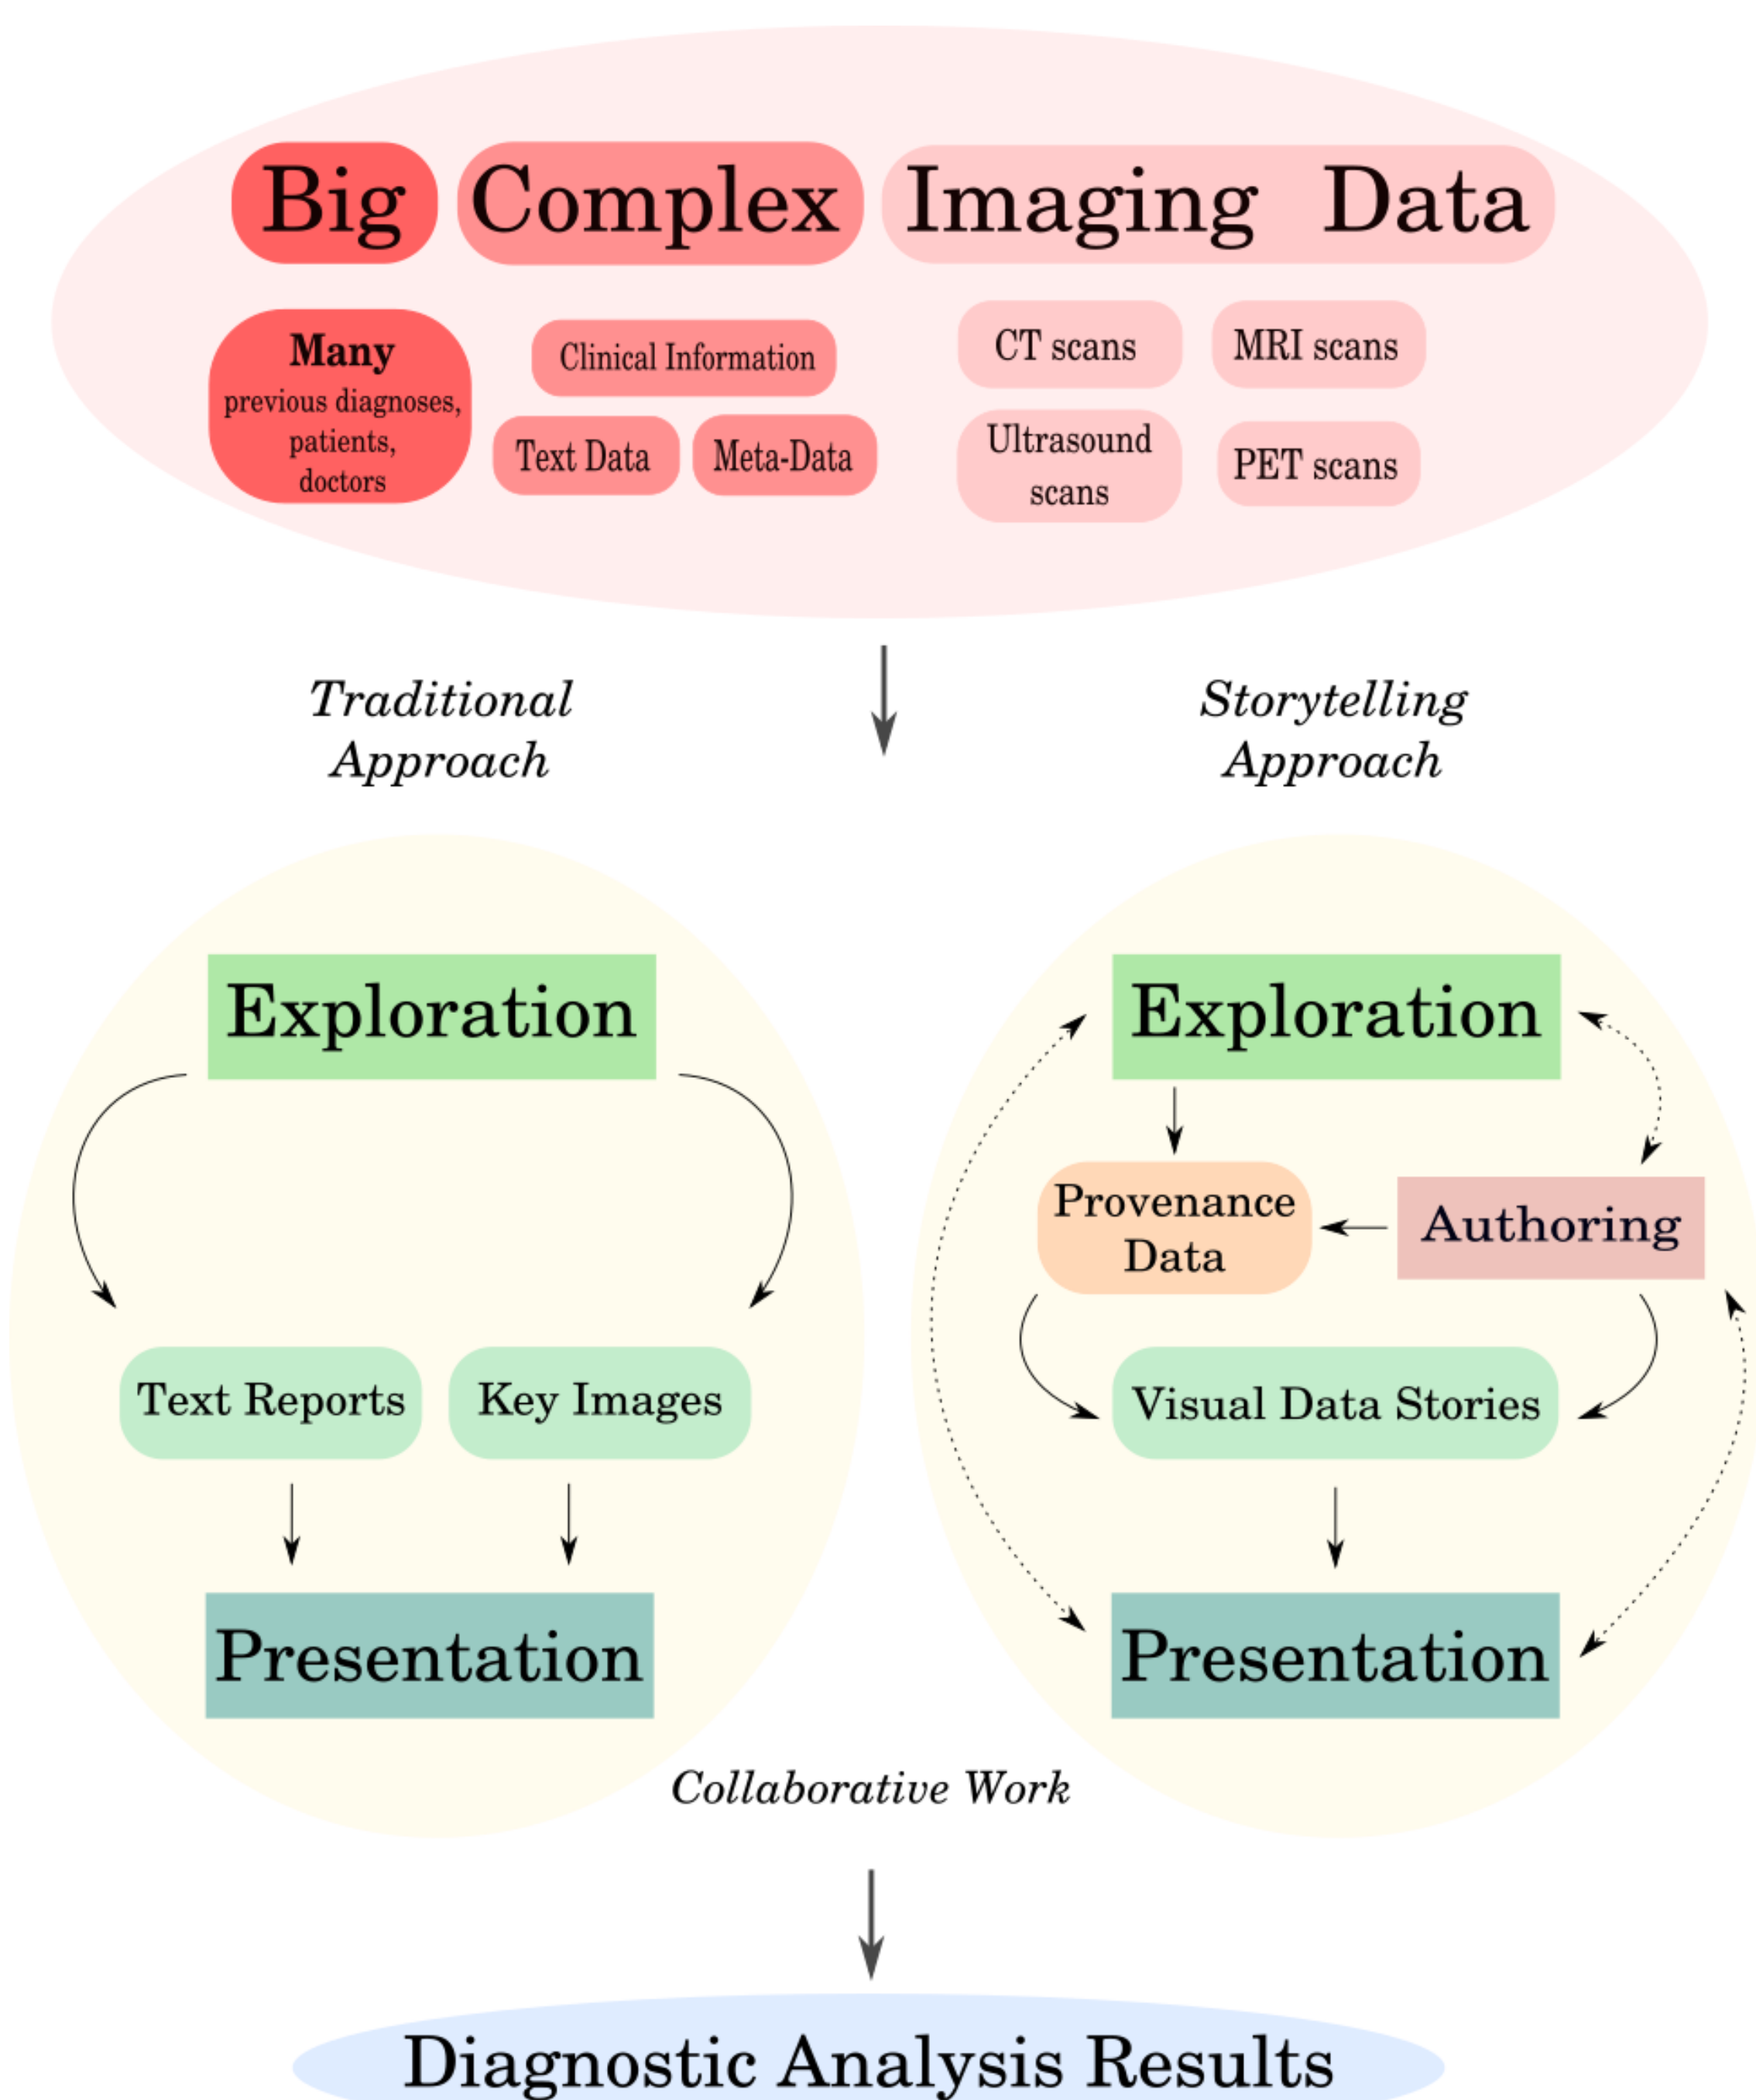 Big Complex Imaging Data
Many
previous diagnoses,
patients,
doctors
Clinical Information
Text Data
Meta-Data
CT scans
MRI scans
Ultrasound
scans
PET scans
Traditional
Approach
Storytelling
Approach
Exploration
Text Reports
Key Images
Presentation
Exploration
Provenance
Data
Authoring
Visual Data Stories
Presentation
Collaborative Work
Diagnostic Analysis Results